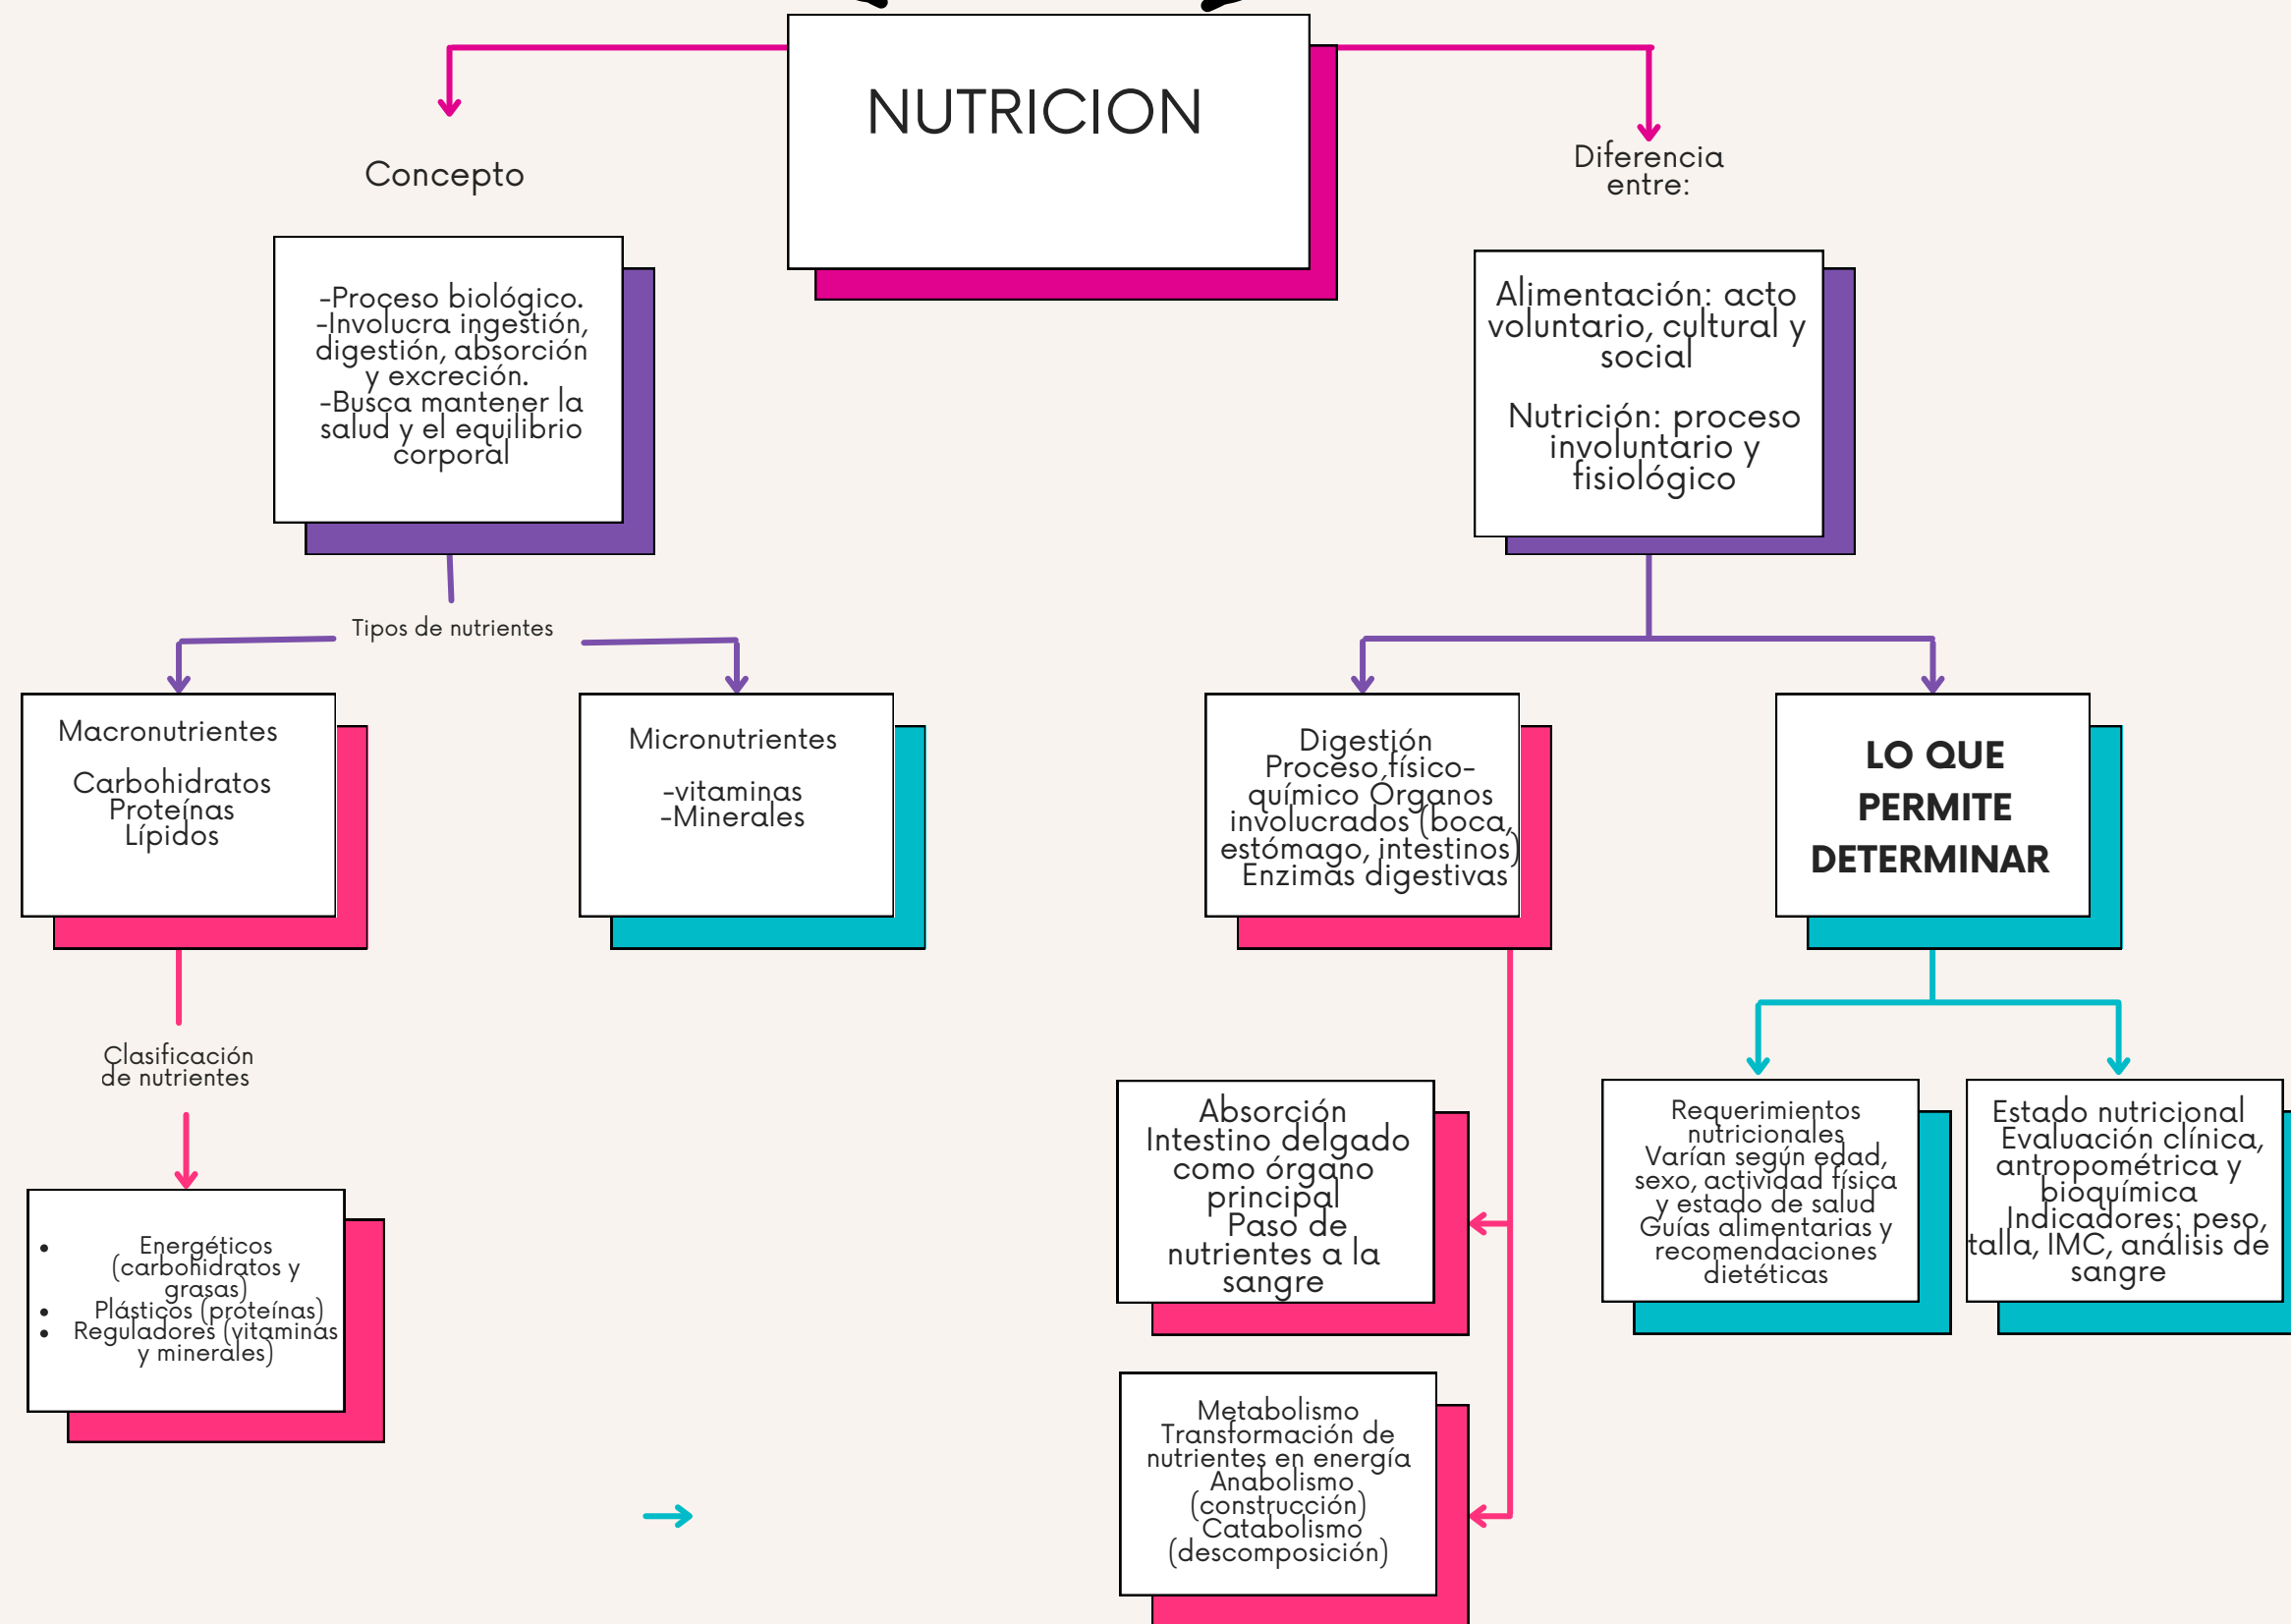 NUTRICION
Concepto
-Proceso biológico.
-Involucra ingestión,
digestión, absorción
y excreción.
-Busca mantener la
salud y el equilibrio
corporal
Tipos de nutrientes
Macronutrientes
Carbohidratos
Proteínas
Lípidos
Micronutrientes
-vitaminas
-Minerales
Clasificación
de nutrientes
• Energéticos
(carbohidratos y
grasas)
• Plásticos (proteínas)
• Reguladores (vitaminas
y minerales)
Diferencia
entre:
Alimentación: acto
voluntario, cultural y
social
Nutrición: proceso
involuntario y
fisiológico
Digestión
Proceso físico-
químico Órganos
involucrados (boca,
estómago, intestinos)
Enzimas digestivas
Absorción
Intestino delgado
como órgano
principal
Paso de
nutrientes a la
sangre
Metabolismo
Transformación de
nutrientes en energía
Anabolismo
(construcción)
Catabolismo
(descomposición)
LO QUE
PERMITE
DETERMINAR
Requerimientos
nutricionales
Varían según edad,
sexo, actividad física
y estado de salud
Guías alimentarias y
recomendaciones
dietéticas
Estado nutricional
Evaluación clínica,
antropométrica y
bioquímica
Indicadores: peso,
talla, IMC, análisis de
sangre